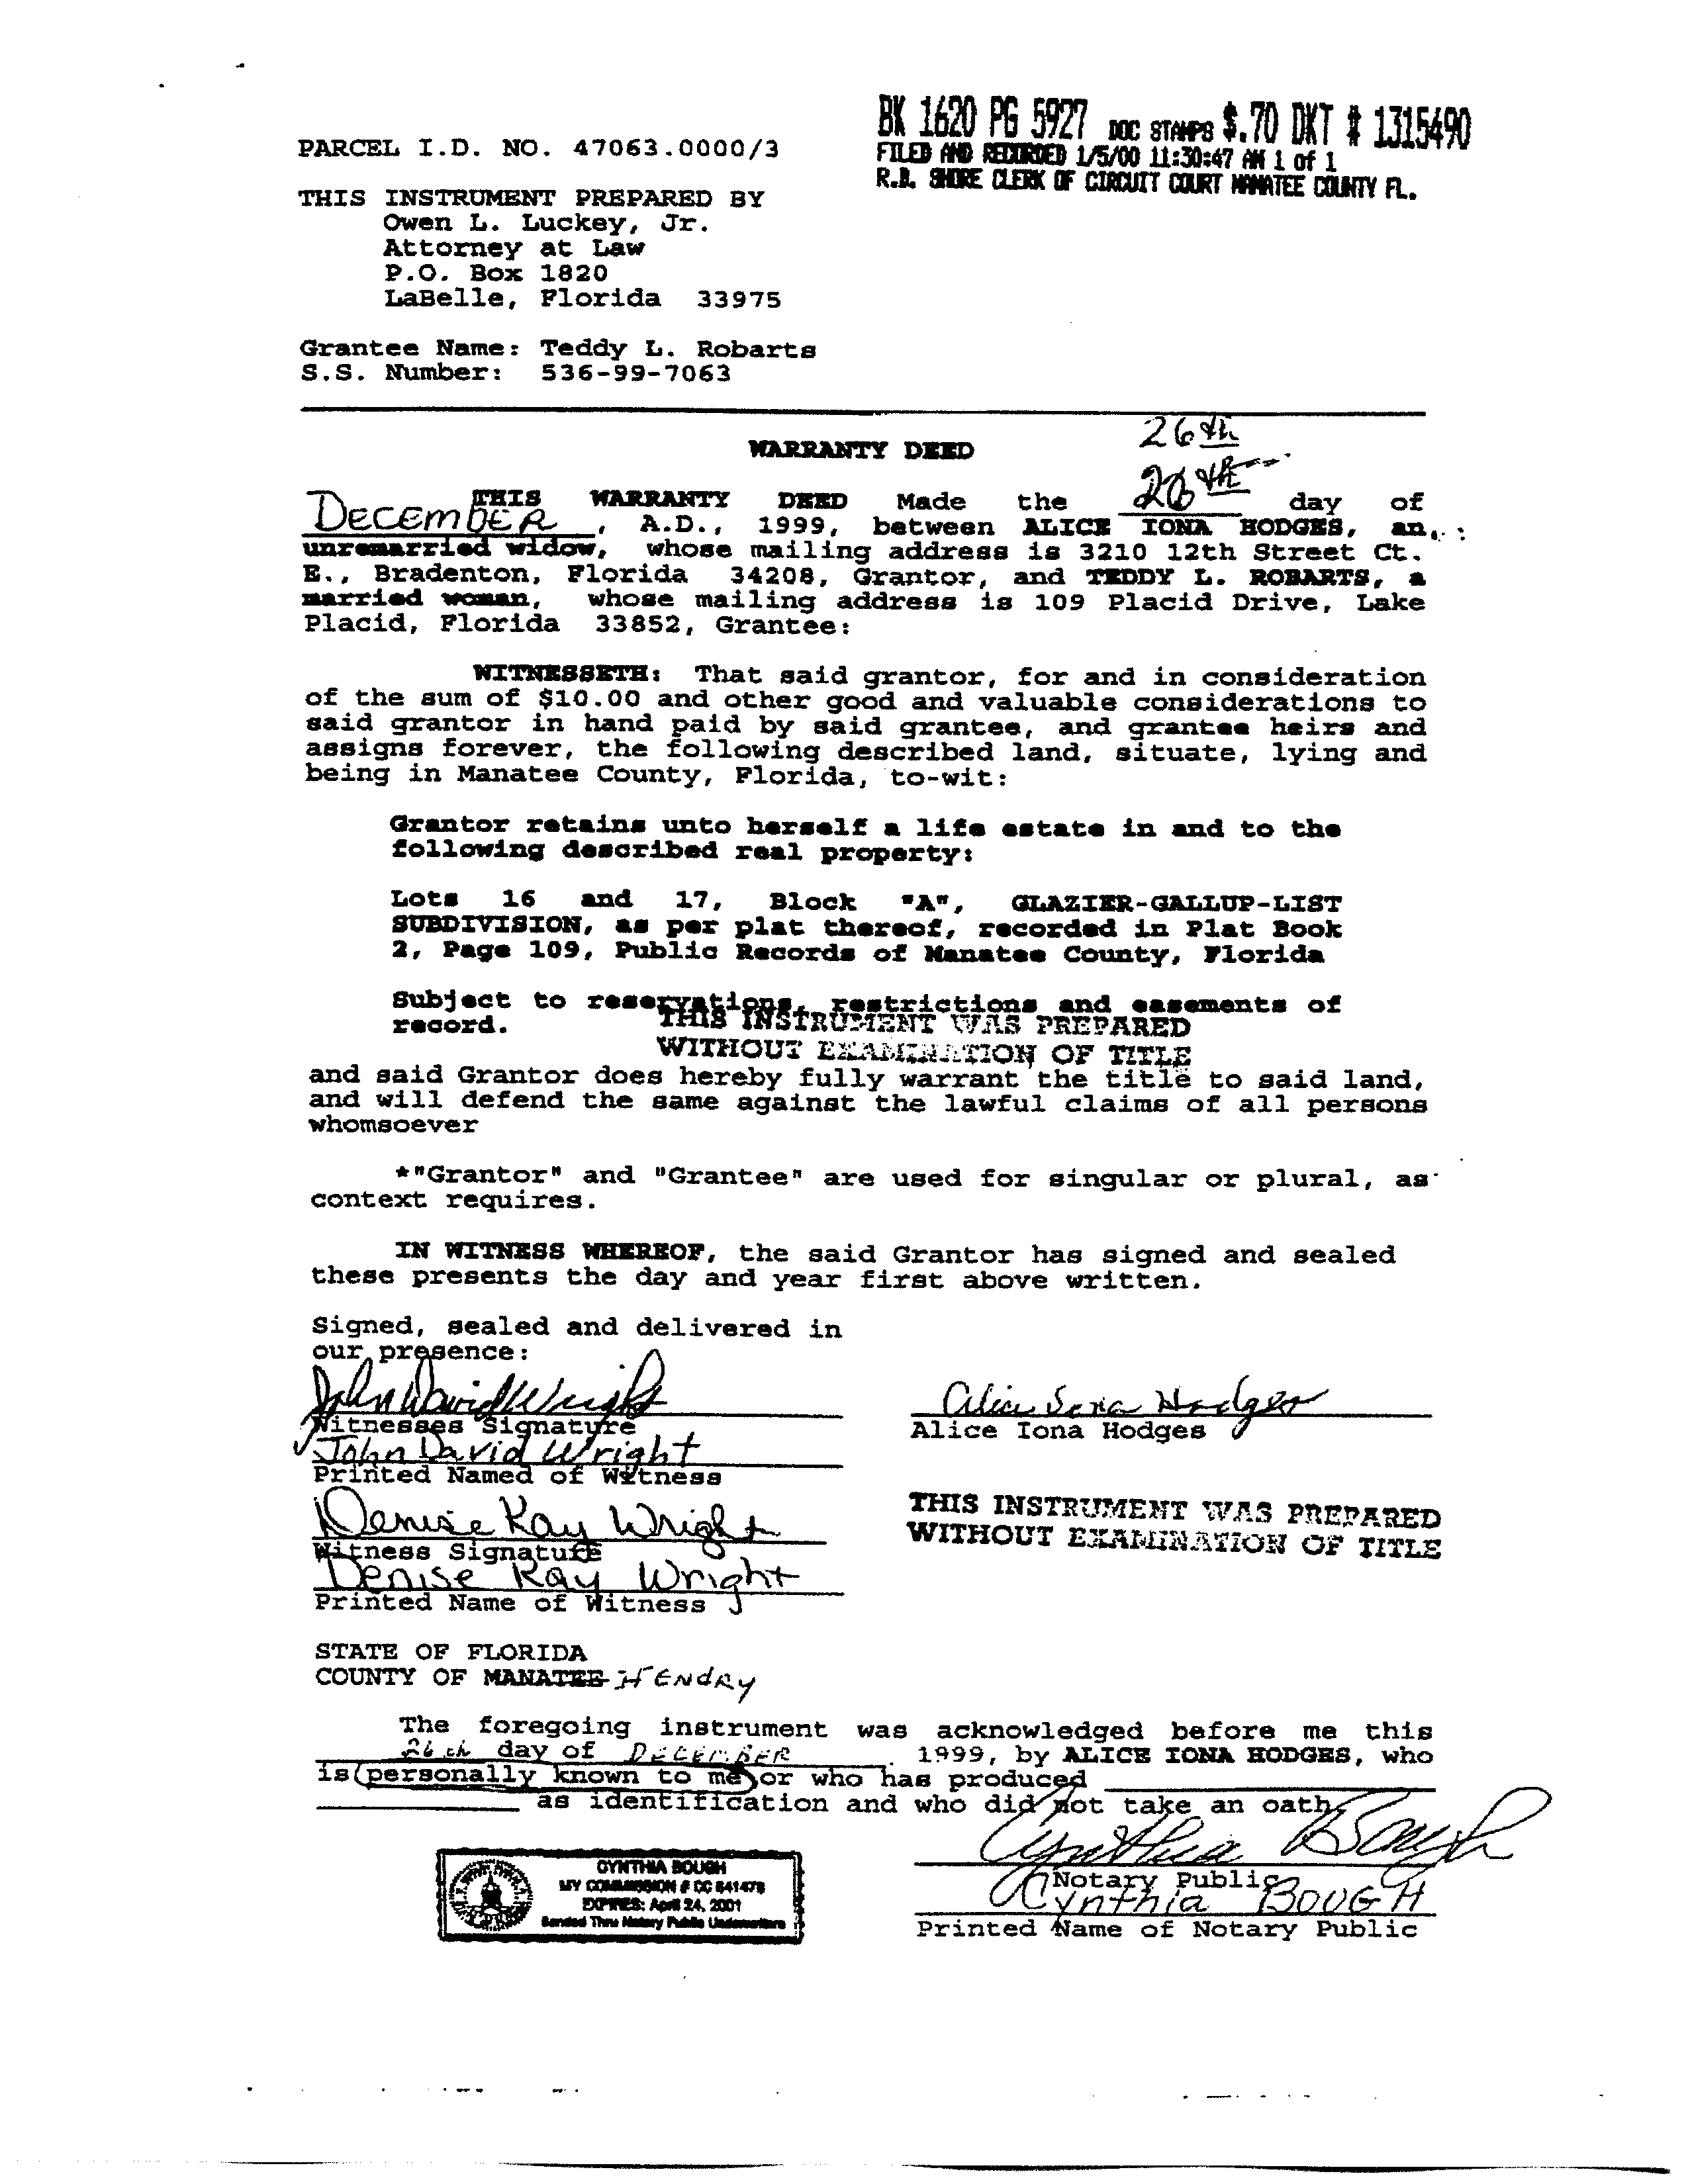 BK 1620 PG 5927 DOC STAMPS $.70 DKT # 1315490
FILED AND RECORDED 1/5/00 11:30:47 AM 1 of 1
R.B. SHORE CLERK OF CIRCUIT COURT MANATEE COUNTY FL.
PARCEL I.D. NO. 47063.0000/3
THIS INSTRUMENT PREPARED BY
Owen L. Luckey, Jr.
Attorney at Law
P.O. Box 1820
LaBelle, Florida 33975
Grantee Name: Teddy L. Robarts
S.S. Number: 536-99-7063
26th
WARRANTY DEED
THIS WARRANTY DEED Made the 26th day of
DECEMBER, A.D., 1999, between ALICE IONA HODGES, an
unremarried widow, whose mailing address is 3210 12th Street Ct.
E., Bradenton, Florida 34208, Grantor, and TEDDY L. ROBARTS, a
married woman, whose mailing address is 109 Placid Drive, Lake
Placid, Florida 33852, Grantee:
WITNESSETH: That said grantor, for and in consideration
of the sum of $10.00 and other good and valuable considerations to
said grantor in hand paid by said grantee, and grantee heirs and
assigns forever, the following described land, situate, lying and
being in Manatee County, Florida, to-wit:
Grantor retains unto herself a life estate in and to the
following described real property:
Lots 16 and 17, Block "A", GLAZIER-GALLUP-LIST
SUBDIVISION, as per plat thereof, recorded in Plat Book
2, Page 109, Public Records of Manatee County, Florida
Subject to reservations, restrictions and easements of
record.
THIS INSTRUMENT WAS PREPARED
WITHOUT EXAMINATION OF TITLE
and said Grantor does hereby fully warrant the title to said land,
and will defend the same against the lawful claims of all persons
whomsoever
*"Grantor" and "Grantee" are used for singular or plural, as
context requires.
IN WITNESS WHEREOF, the said Grantor has signed and sealed
these presents the day and year first above written.
Signed, sealed and delivered in
our presence:
John David Wright
Witnesses Signature
John David Wright
Printed Named of Witness
Denise Kay Wright
Witness Signature
Denise Kay Wright
Printed Name of Witness
Alice Iona Hodges
Alice Iona Hodges
THIS INSTRUMENT WAS PREPARED
WITHOUT EXAMINATION OF TITLE
STATE OF FLORIDA
COUNTY OF MANATEE HENDRY
The foregoing instrument was acknowledged before me this
26th day of DECEMBER, 1999, by ALICE IONA HODGES, who
is personally known to me or who has produced
as identification and who did not take an oath
Cynthia Bough
Notary Public
Cynthia BOUGH
Printed Name of Notary Public
CYNTHIA BOUGH
MY COMMISSION # CC 641478
EXPIRES: April 24, 2001
Bonded Thru Notary Public Underwriters